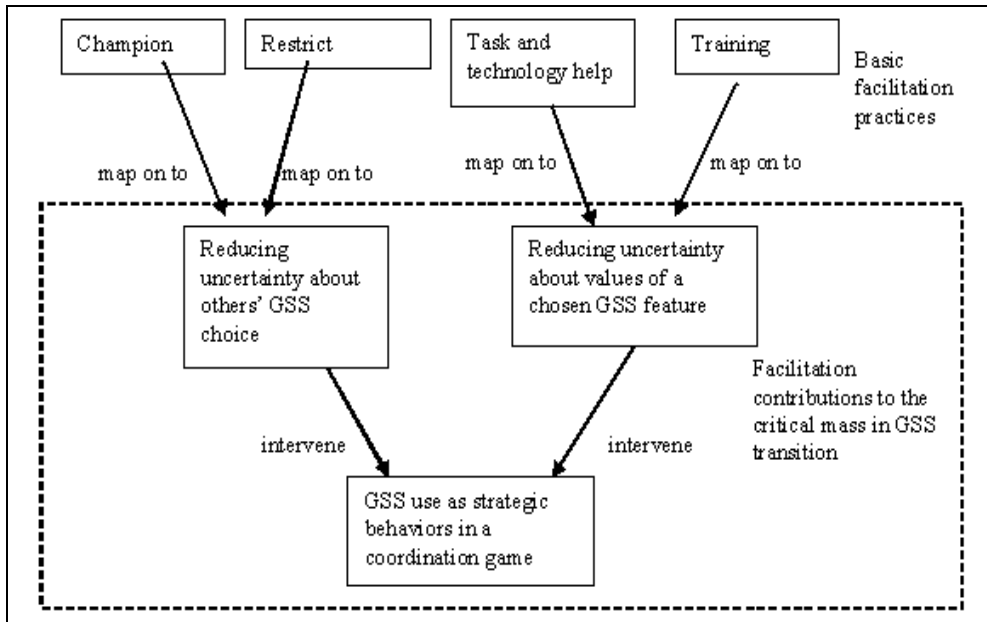 Champion
Restrict
Task and
technology help
Training
Basic
facilitation
practices
map on to
map on to
map on to
map on to
Reducing
uncertainty about
others' GSS
choice
Reducing uncertainty
about values of a
chosen GSS feature
Facilitation
contributions to the
critical mass in GSS
transition
intervene
intervene
GSS use as strategic
behaviors in a
coordination game